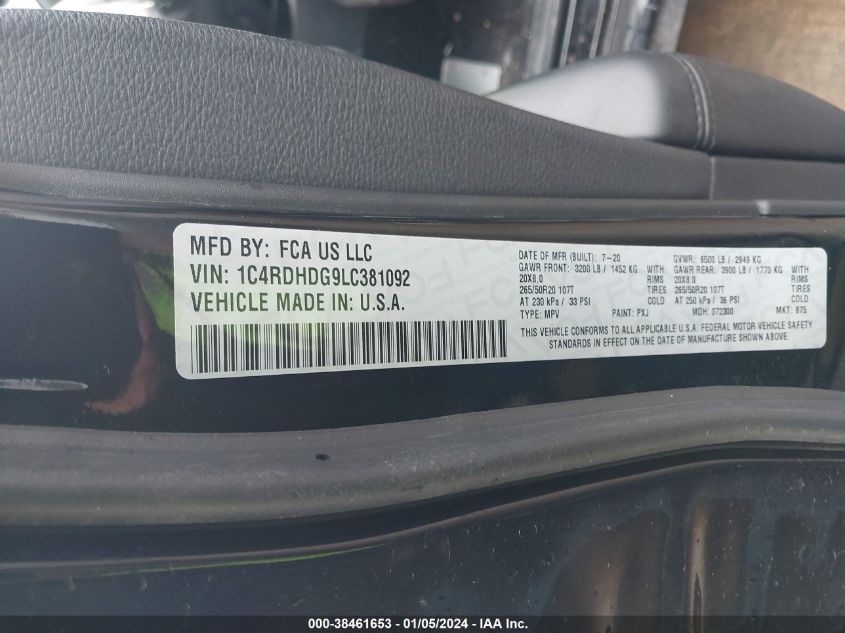 MFD BY: FCA US LLC
VIN: 1C4RDHDG9LC381092
VEHICLE MADE IN: U.S.A.
DATE OF MFR (BUILT): 7-20 GVWR: 6500 LB / 2949 KG
GAWR FRONT: 3200 LB / 1452 KG GAWR REAR: 3900 LB / 1770 KG
20X8.0 RIMS 20X8.0 RIMS
265/50R20 107T TIRES 265/50R20 107T TIRES
AT 230 kPa / 33 PSI COLD AT 250 kPa / 36 PSI COLD
TYPE: MPV PAINT: PXJ MDH: 072300 MKT: 875
THIS VEHICLE CONFORMS TO ALL APPLICABLE U.S.A. FEDERAL MOTOR VEHICLE SAFETY
STANDARDS IN EFFECT ON THE DATE OF MANUFACTURE SHOWN ABOVE.
000-38461653 - 01/05/2024 - IAA Inc.